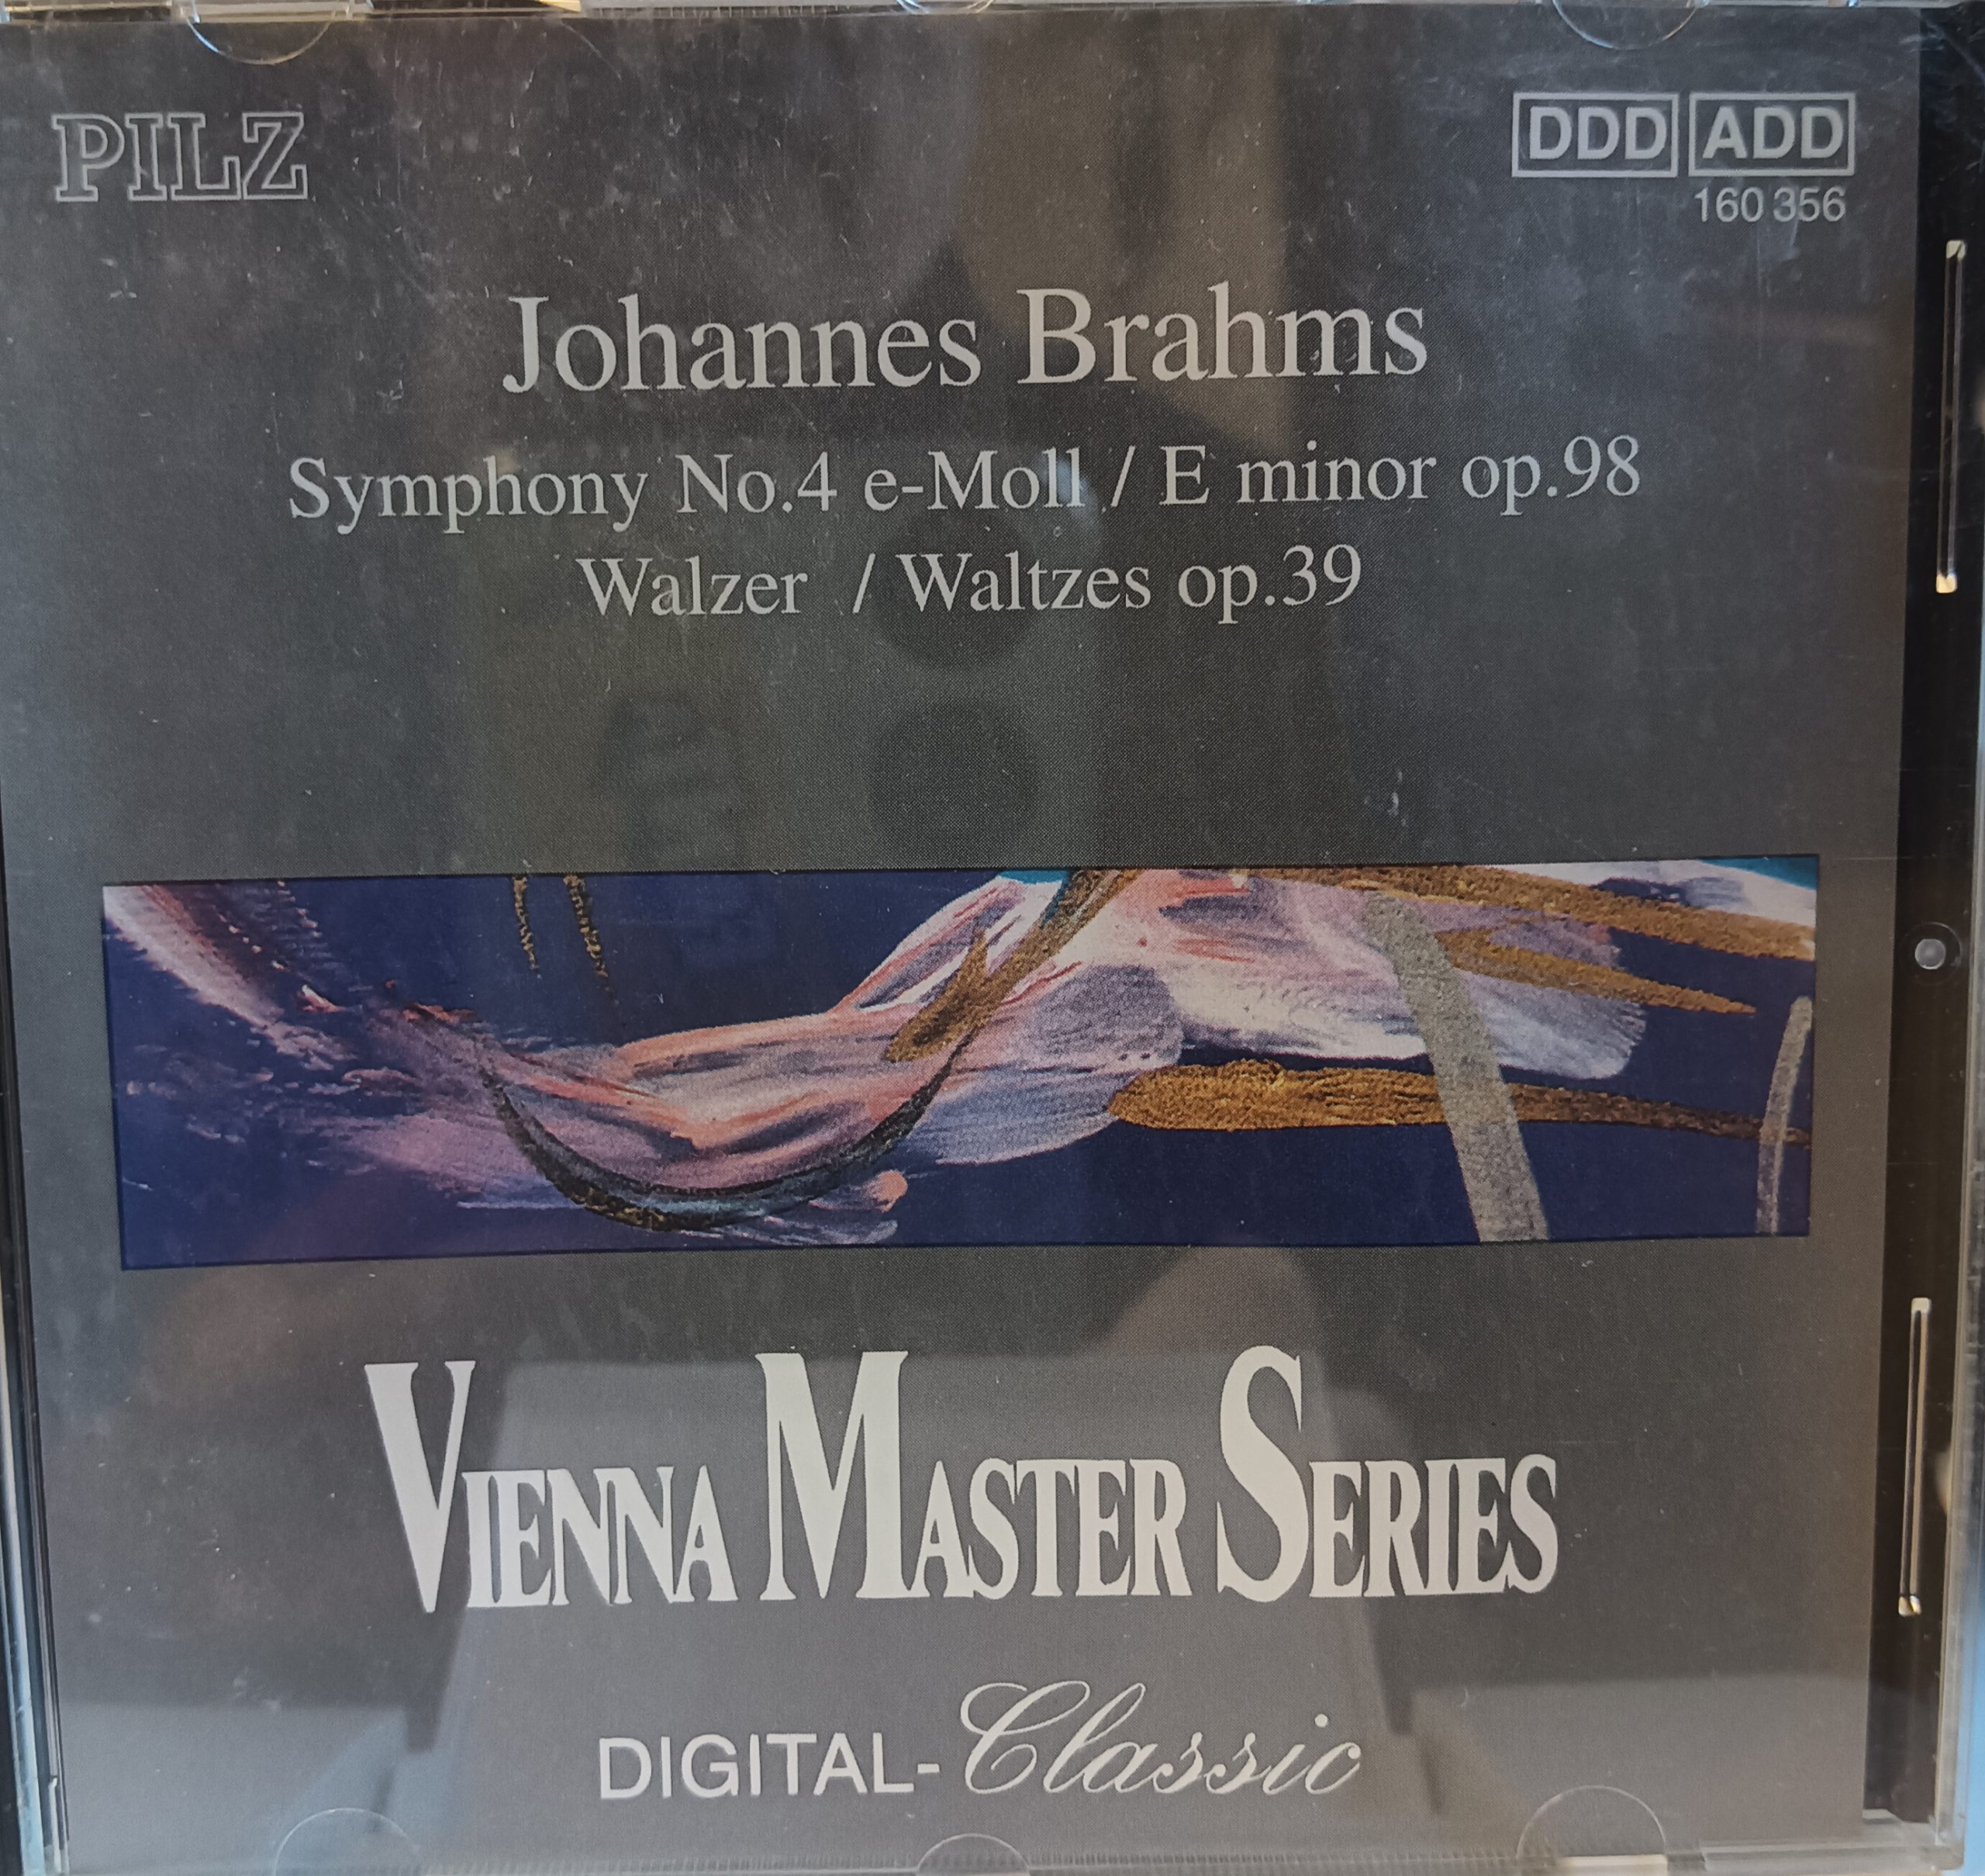 PILZ
DDD ADD
160 356
Johannes Brahms
Symphony No.4 e-Moll / E minor op.98
Walzer / Waltzes op.39
VIENNA MASTER SERIES
DIGITAL-Classic